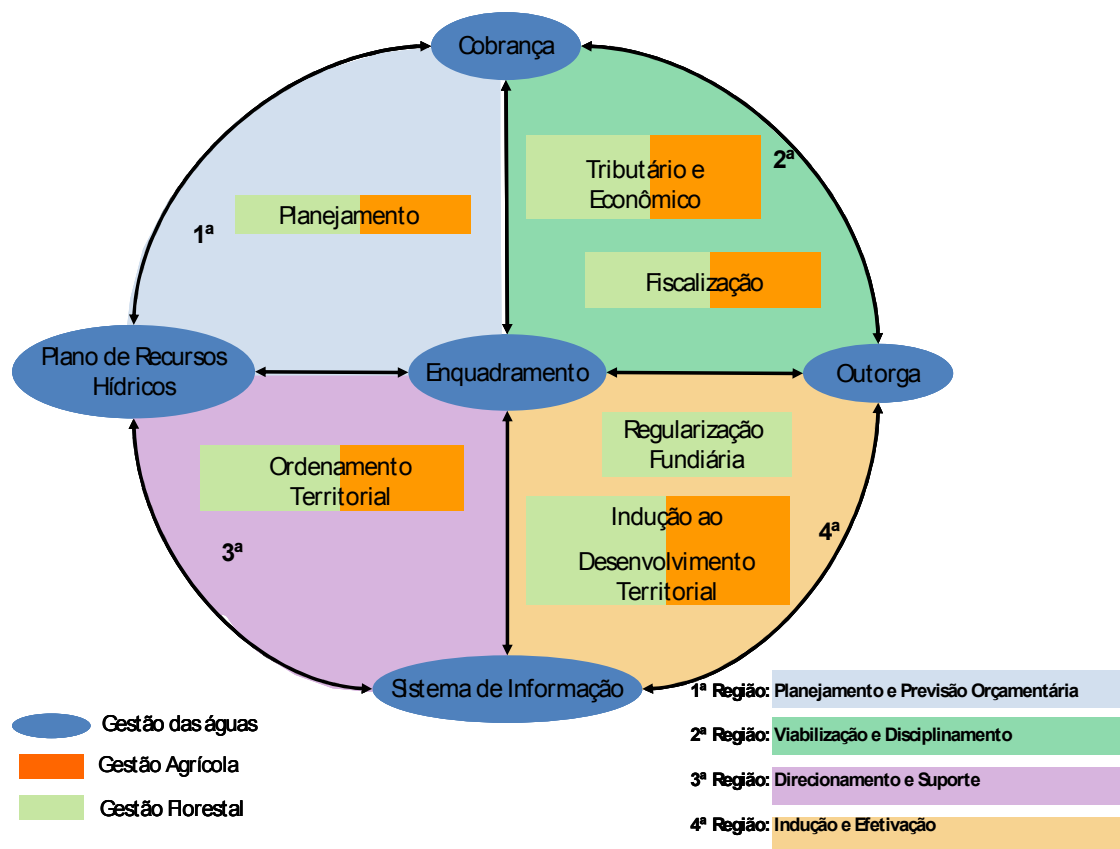 Cobrança
2ª
Tributário e
Econômico
Planejamento
1ª
Fiscalização
Plano de Recursos
Hídricos
Enquadramento
Outorga
Regularização
Fundiária
Ordenamento
Territorial
Indução ao
Desenvolvimento
Territorial
3ª
4ª
Sistema de Informação
Gestão das águas
Gestão Agrícola
Gestão Florestal
1ª Região: Planejamento e Previsão Orçamentária
2ª Região: Viabilização e Disciplinamento
3ª Região: Direcionamento e Suporte
4ª Região: Indução e Efetivação